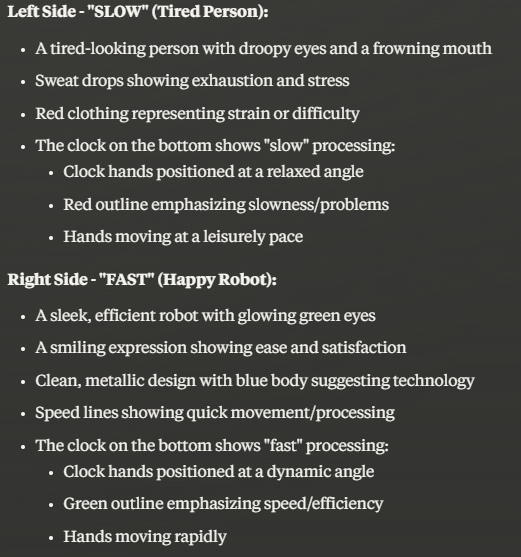 Left Side - "SLOW" (Tired Person):
• A tired-looking person with droopy eyes and a frowning mouth
• Sweat drops showing exhaustion and stress
• Red clothing representing strain or difficulty
• The clock on the bottom shows "slow" processing:
• Clock hands positioned at a relaxed angle
• Red outline emphasizing slowness/problems
• Hands moving at a leisurely pace
Right Side - "FAST" (Happy Robot):
• A sleek, efficient robot with glowing green eyes
• A smiling expression showing ease and satisfaction
• Clean, metallic design with blue body suggesting technology
• Speed lines showing quick movement/processing
• The clock on the bottom shows "fast" processing:
• Clock hands positioned at a dynamic angle
• Green outline emphasizing speed/efficiency
• Hands moving rapidly